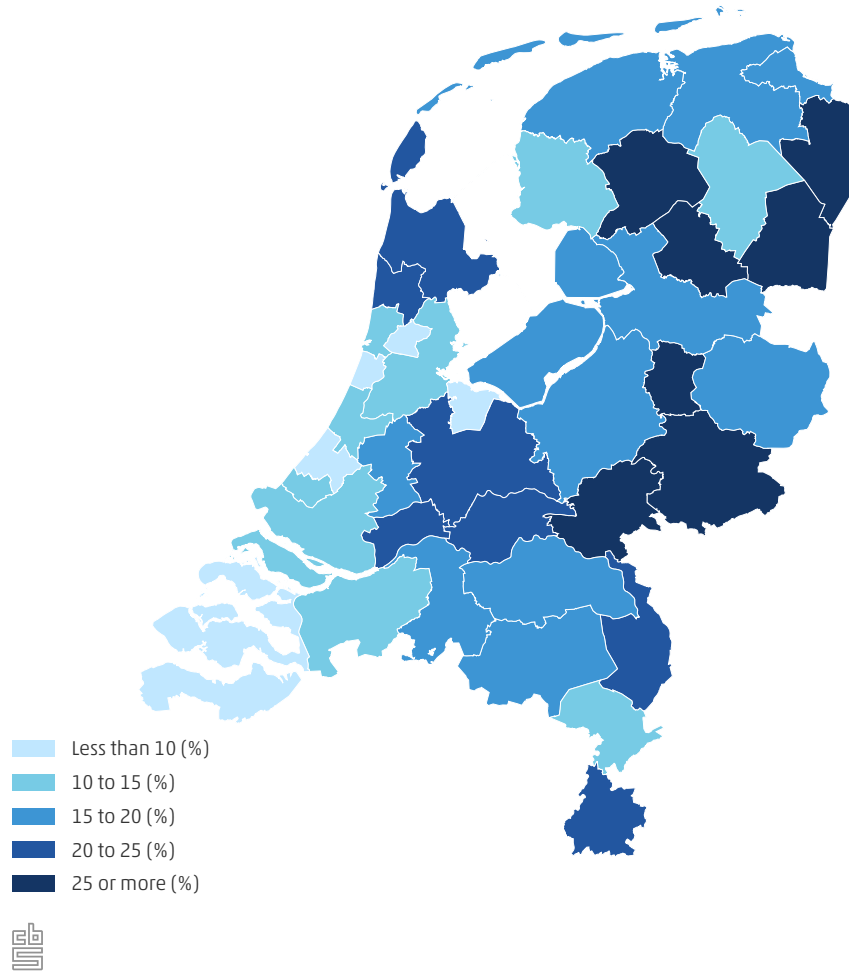 Less than 10 (%)
10 to 15 (%)
15 to 20 (%)
20 to 25 (%)
25 or more (%)
cbs